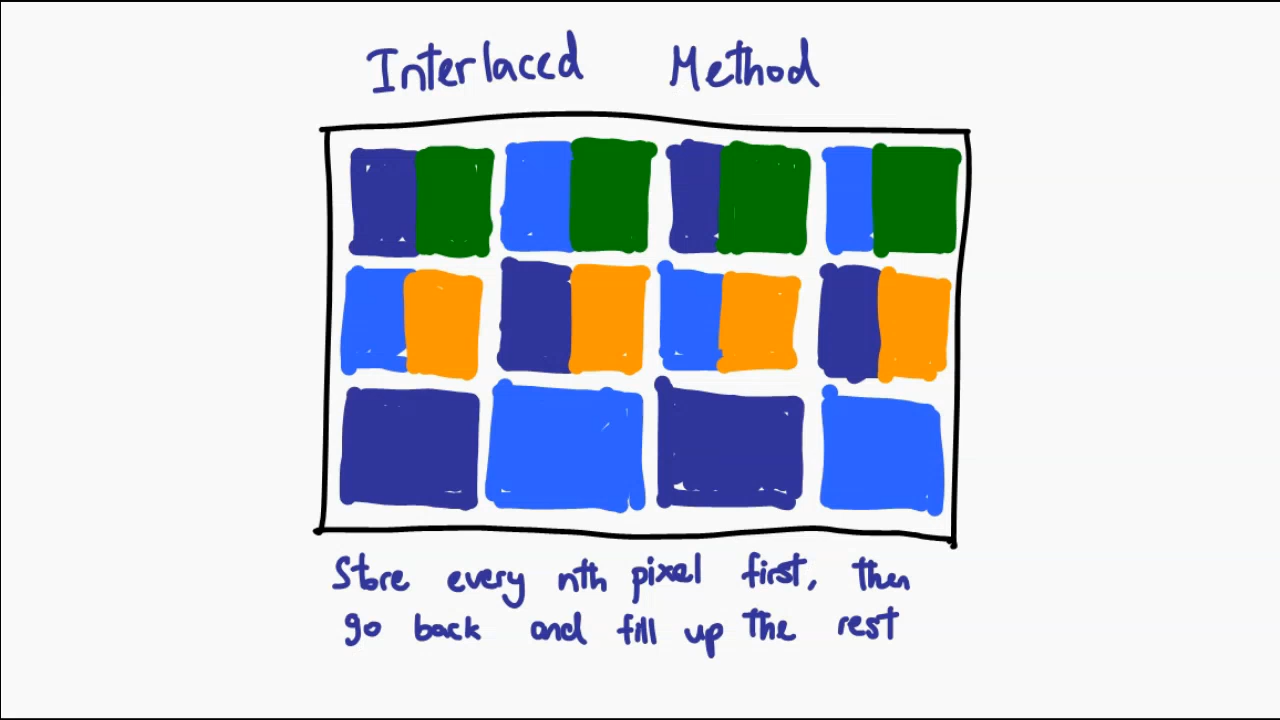 Interlaced Method
Store every nth pixel first, then
go back and fill up the rest